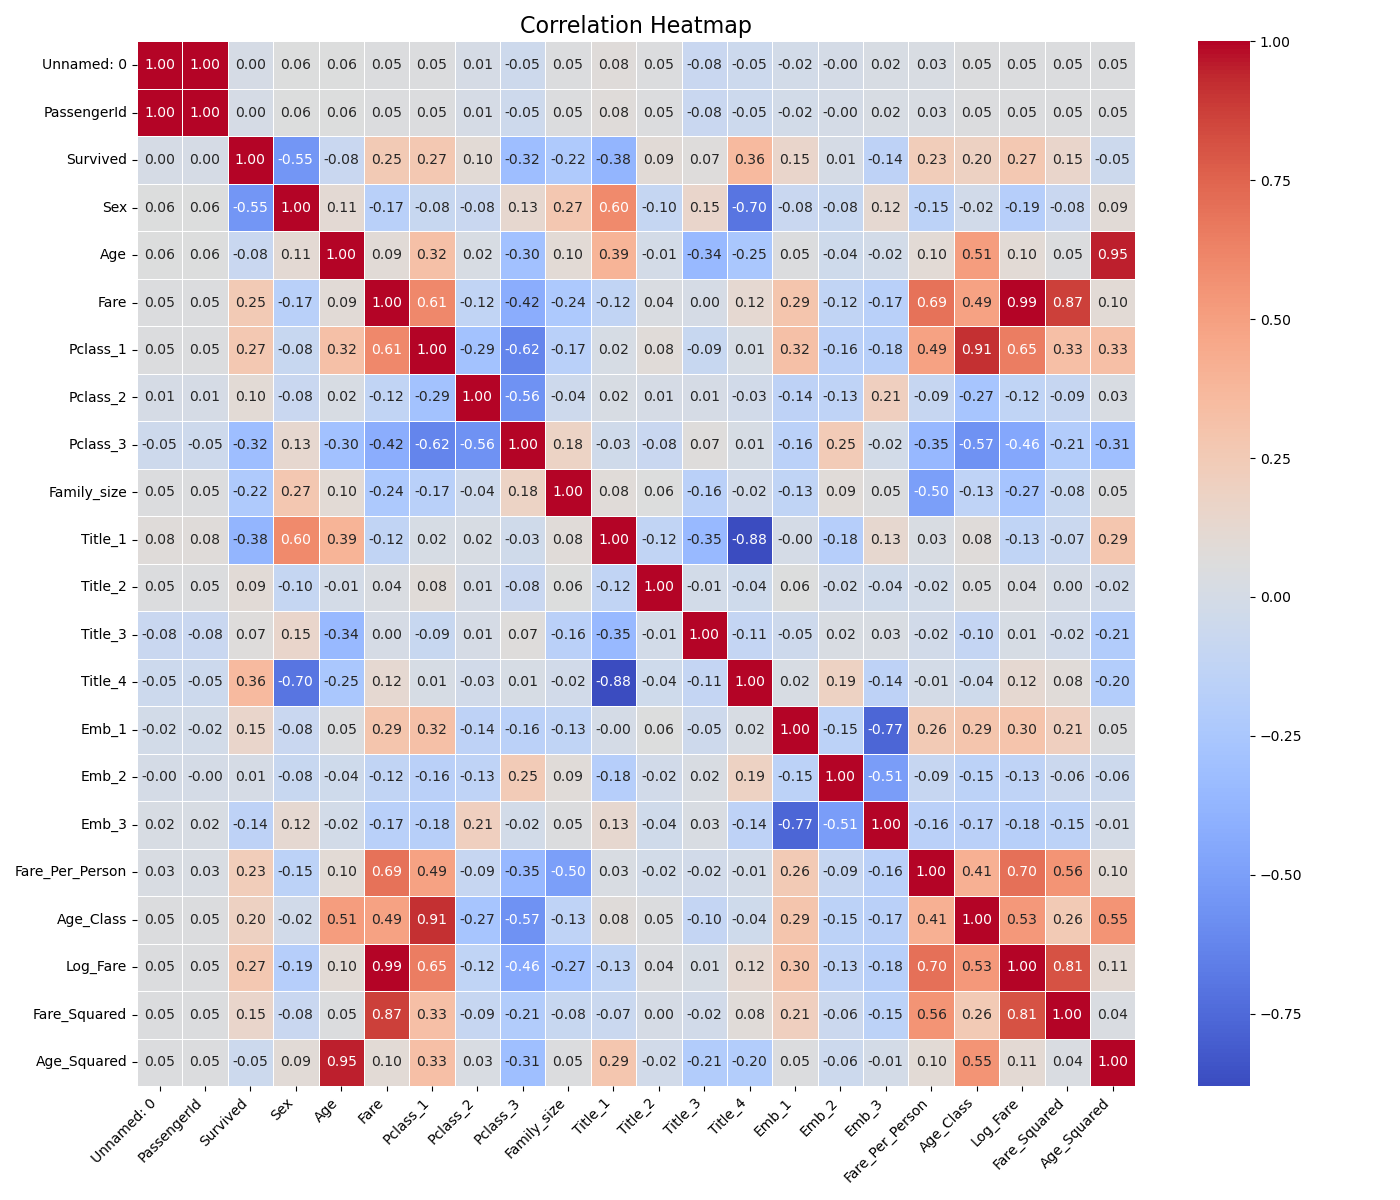 Correlation Heatmap
Unnamed: 0 1.00 1.00 0.00 0.06 0.06 0.05 0.05 0.01 -0.05 0.05 0.08 0.05 -0.08 -0.05 -0.02 -0.00 0.02 0.03 0.05 0.05 0.05 0.05
PassengerId 1.00 1.00 0.00 0.06 0.06 0.05 0.05 0.01 -0.05 0.05 0.08 0.05 -0.08 -0.05 -0.02 -0.00 0.02 0.03 0.05 0.05 0.05 0.05
Survived 0.00 0.00 1.00 -0.55 -0.08 0.25 0.27 0.10 -0.32 -0.22 -0.38 0.09 0.07 0.36 0.15 0.01 -0.14 0.23 0.20 0.27 0.15 -0.05
Sex 0.06 0.06 -0.55 1.00 0.11 -0.17 -0.08 -0.08 0.13 0.27 0.60 -0.10 0.15 -0.70 -0.08 -0.08 0.12 -0.15 -0.02 -0.19 -0.08 0.09
Age 0.06 0.06 -0.08 0.11 1.00 0.09 0.32 0.02 -0.30 0.10 0.39 -0.01 -0.34 -0.25 0.05 -0.04 -0.02 0.10 0.51 0.10 0.05 0.95
Fare 0.05 0.05 0.25 -0.17 0.09 1.00 0.61 -0.12 -0.42 -0.24 -0.12 0.04 0.00 0.12 0.29 -0.12 -0.17 0.69 0.49 0.99 0.87 0.10
Pclass_1 0.05 0.05 0.27 -0.08 0.32 0.61 1.00 -0.29 -0.62 -0.17 0.02 0.08 -0.09 0.01 0.32 -0.16 -0.18 0.49 0.91 0.65 0.33 0.33
Pclass_2 0.01 0.01 0.10 -0.08 0.02 -0.12 -0.29 1.00 -0.56 -0.04 0.02 0.01 0.01 -0.03 -0.14 -0.13 0.21 -0.09 -0.27 -0.12 -0.09 0.03
Pclass_3 -0.05 -0.05 -0.32 0.13 -0.30 -0.42 -0.62 -0.56 1.00 0.18 -0.03 -0.08 0.07 0.01 -0.16 0.25 -0.02 -0.35 -0.57 -0.46 -0.21 -0.31
Family_size 0.05 0.05 -0.22 0.27 0.10 -0.24 -0.17 -0.04 0.18 1.00 0.08 0.06 -0.16 -0.02 -0.13 0.09 0.05 -0.50 -0.13 -0.27 -0.08 0.05
Title_1 0.08 0.08 -0.38 0.60 0.39 -0.12 0.02 0.02 -0.03 0.08 1.00 -0.12 -0.35 -0.88 -0.00 -0.18 0.13 0.03 0.08 -0.13 -0.07 0.29
Title_2 0.05 0.05 0.09 -0.10 -0.01 0.04 0.08 0.01 -0.08 0.06 -0.12 1.00 -0.01 -0.04 0.06 -0.02 -0.04 -0.02 0.05 0.04 0.00 -0.02
Title_3 -0.08 -0.08 0.07 0.15 -0.34 0.00 -0.09 0.01 0.07 -0.16 -0.35 -0.01 1.00 -0.11 -0.05 0.02 0.03 -0.02 -0.10 0.01 -0.02 -0.21
Title_4 -0.05 -0.05 0.36 -0.70 -0.25 0.12 0.01 -0.03 0.01 -0.02 -0.88 -0.04 -0.11 1.00 0.02 0.19 -0.14 -0.01 -0.04 0.12 0.08 -0.20
Emb_1 -0.02 -0.02 0.15 -0.08 0.05 0.29 0.32 -0.14 -0.16 -0.13 -0.00 0.06 -0.05 0.02 1.00 -0.15 -0.77 0.26 0.29 0.30 0.21 0.05
Emb_2 -0.00 -0.00 0.01 -0.08 -0.04 -0.12 -0.16 -0.13 0.25 0.09 -0.18 -0.02 0.02 0.19 -0.15 1.00 -0.51 -0.09 -0.15 -0.13 -0.06 -0.06
Emb_3 0.02 0.02 -0.14 0.12 -0.02 -0.17 -0.18 0.21 -0.02 0.05 0.13 -0.04 0.03 -0.14 -0.77 -0.51 1.00 -0.16 -0.17 -0.18 -0.15 -0.01
Fare_Per_Person 0.03 0.03 0.23 -0.15 0.10 0.69 0.49 -0.09 -0.35 -0.50 0.03 -0.02 -0.02 -0.01 0.26 -0.09 -0.16 1.00 0.41 0.70 0.56 0.10
Age_Class 0.05 0.05 0.20 -0.02 0.51 0.49 0.91 -0.27 -0.57 -0.13 0.08 0.05 -0.10 -0.04 0.29 -0.15 -0.17 0.41 1.00 0.53 0.26 0.55
Log_Fare 0.05 0.05 0.27 -0.19 0.10 0.99 0.65 -0.12 -0.46 -0.27 -0.13 0.04 0.01 0.12 0.30 -0.13 -0.18 0.70 0.53 1.00 0.81 0.11
Fare_Squared 0.05 0.05 0.15 -0.08 0.05 0.87 0.33 -0.09 -0.21 -0.08 -0.07 0.00 -0.02 0.08 0.21 -0.06 -0.15 0.56 0.26 0.81 1.00 0.04
Age_Squared 0.05 0.05 -0.05 0.09 0.95 0.10 0.33 0.03 -0.31 0.05 0.29 -0.02 -0.21 -0.20 0.05 -0.06 -0.01 0.10 0.55 0.11 0.04 1.00
Unnamed: 0 PassengerId Survived Sex Age Fare Pclass_1 Pclass_2 Pclass_3 Family_size Title_1 Title_2 Title_3 Title_4 Emb_1 Emb_2 Emb_3 Fare_Per_Person Age_Class Log_Fare Fare_Squared Age_Squared
1.00
0.75
0.50
0.25
0.00
−0.25
−0.50
−0.75